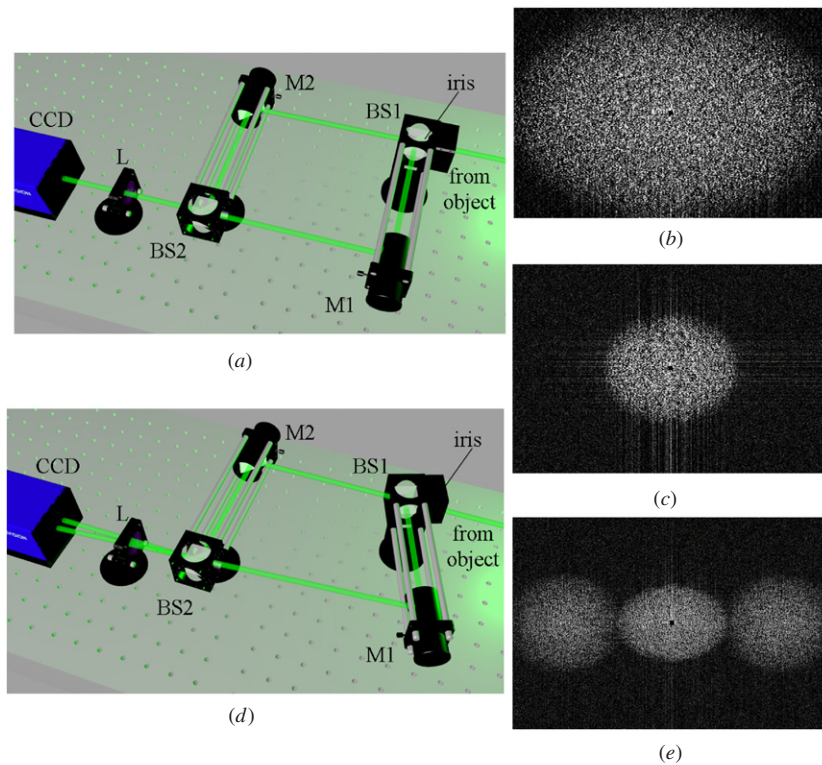 M2
BS1
iris
CCD
L
from
object
BS2
M1
(a)
(b)
(c)
M2
BS1
iris
CCD
L
from
object
BS2
M1
(d)
(e)